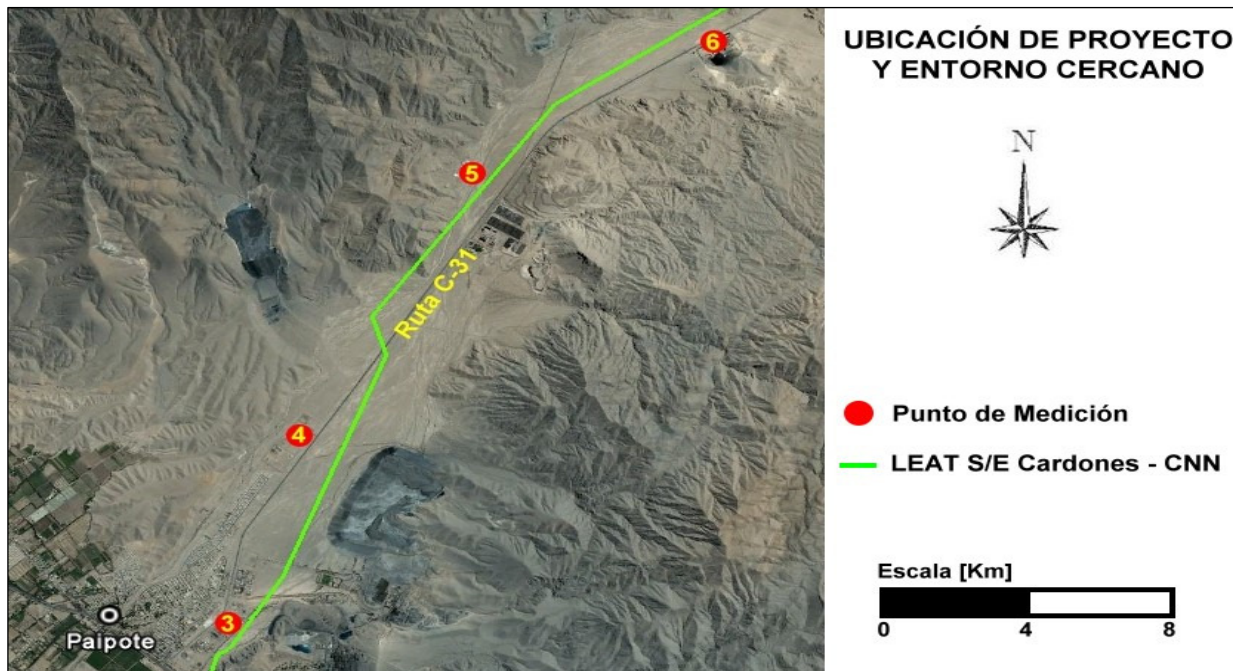 UBICACIÓN DE PROYECTO
Y ENTORNO CERCANO
N
6
5
Ruta C-31
4
3
Paipote
Punto de Medición
LEAT S/E Cardones - CNN
Escala [Km]
0 4 8